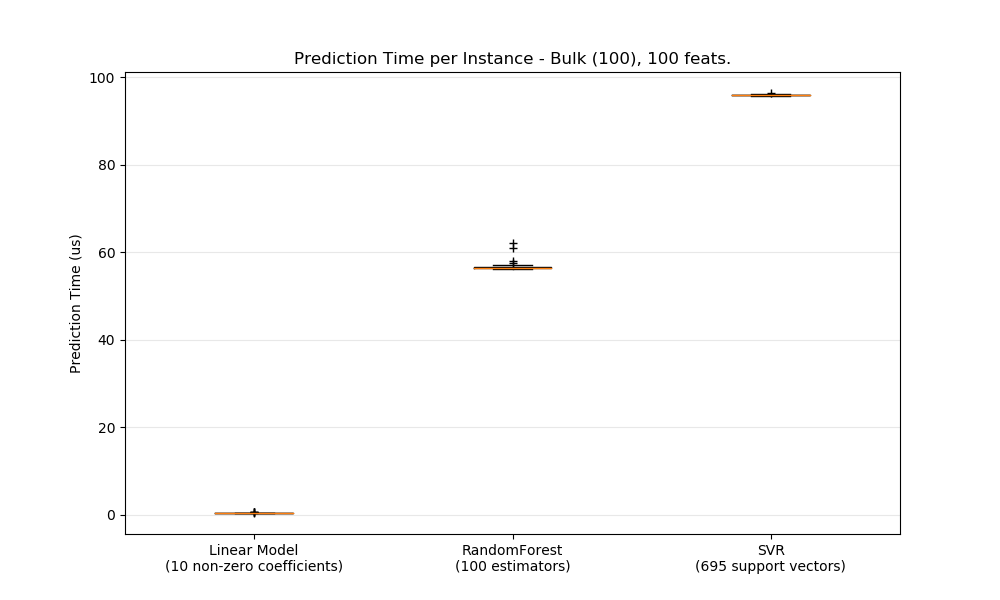 Prediction Time per Instance - Bulk (100), 100 feats.
100
80
60
40
20
0
Prediction Time (us)
Linear Model
(10 non-zero coefficients)
RandomForest
(100 estimators)
SVR
(695 support vectors)